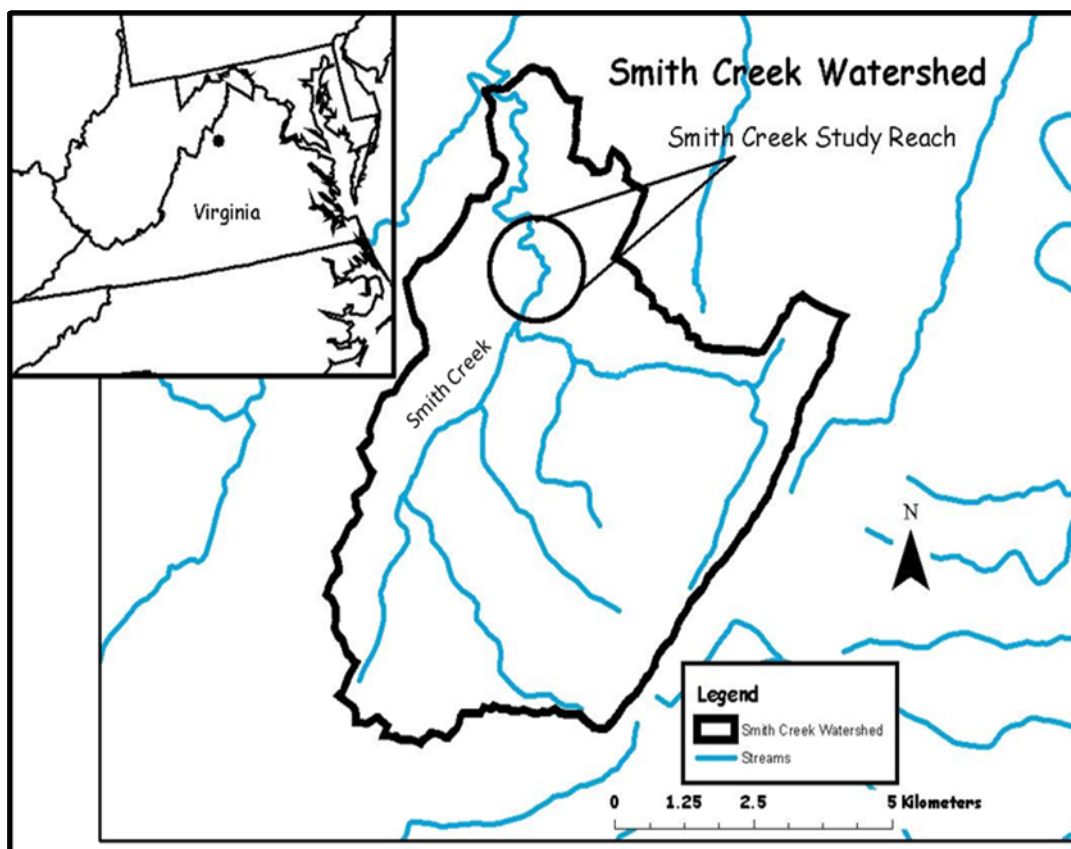 Smith Creek Watershed
Smith Creek Study Reach
Virginia
Smith Creek
N
Legend
Smith Creek Watershed
Streams
0 1.25 2.5 5 Kilometers